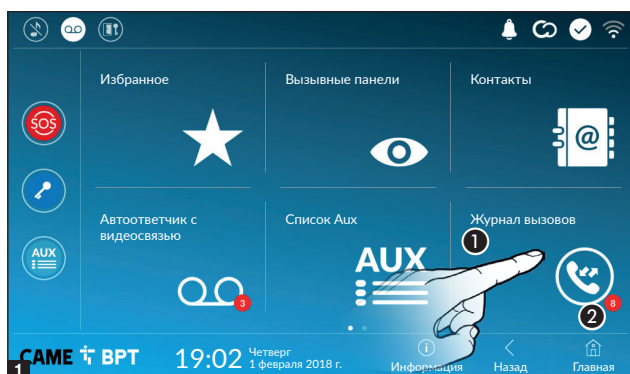 Избранное
Вызывные панели
Контакты
SOS
@
Автоответчик с
видеосвязью
Список Aux
Журнал вызовов
1
AUX
AUX
3
2
8
CAME BPT
19:02
Четверг
1 февраля 2018 г.
Информация
Назад
Главная
1